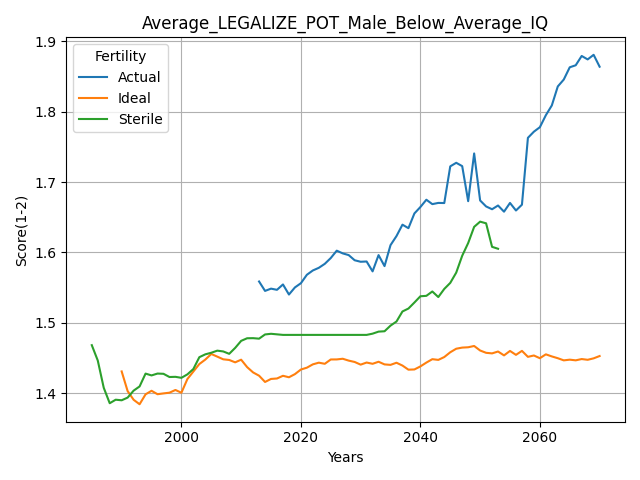 Average_LEGALIZE_POT_Male_Below_Average_IQ
Fertility
Actual
Ideal
Sterile
Score(1-2)
1.9
1.8
1.7
1.6
1.5
1.4
2000 2020 2040 2060
Years